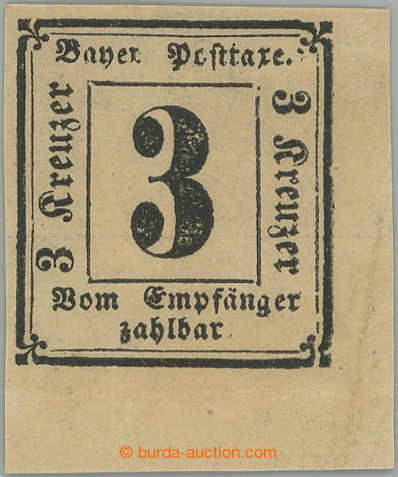 Bayer. Posttaxe.
3 Kreuzer
3
3 Kreuzer
Vom Empfänger
zahlbar
© burda-auction.com